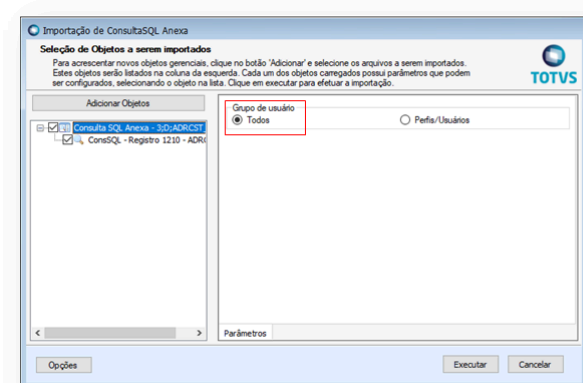 Importação de ConsultaSQL Anexa
Seleção de Objetos a serem importados
Para acrescentar novos objetos gerenciais, clique no botão 'Adicionar' e selecione os arquivos a serem importados.
Estes objetos serão listados na coluna da esquerda. Cada um dos objetos carregados possui parâmetros que podem
ser configurados, selecionando o objeto na lista. Clique em executar para efetuar a importação.
TOTVS
Adicionar Objetos
Grupo de usuário
Todos
Perfis/Usuários
Consulta SQL Anexa - 3;D;ADRCST_
ConsSQL - Registro 1210 - ADR
Parâmetros
Opções
Executar
Cancelar